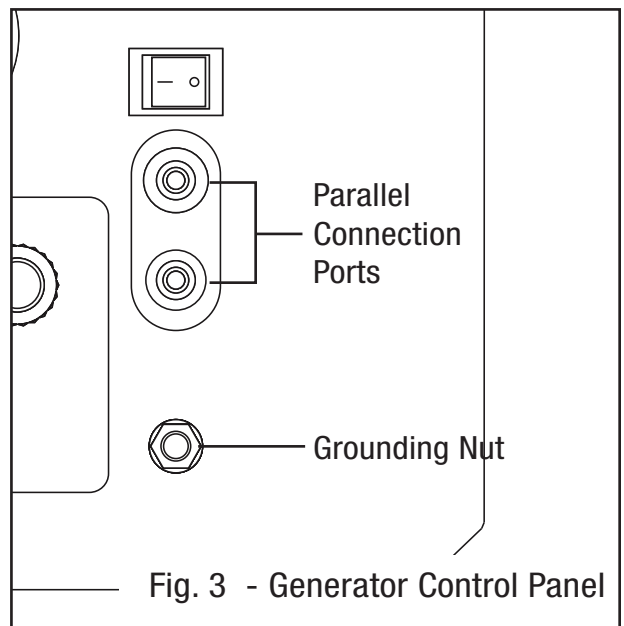 Parallel
Connection
Ports
Grounding Nut
Fig. 3 - Generator Control Panel